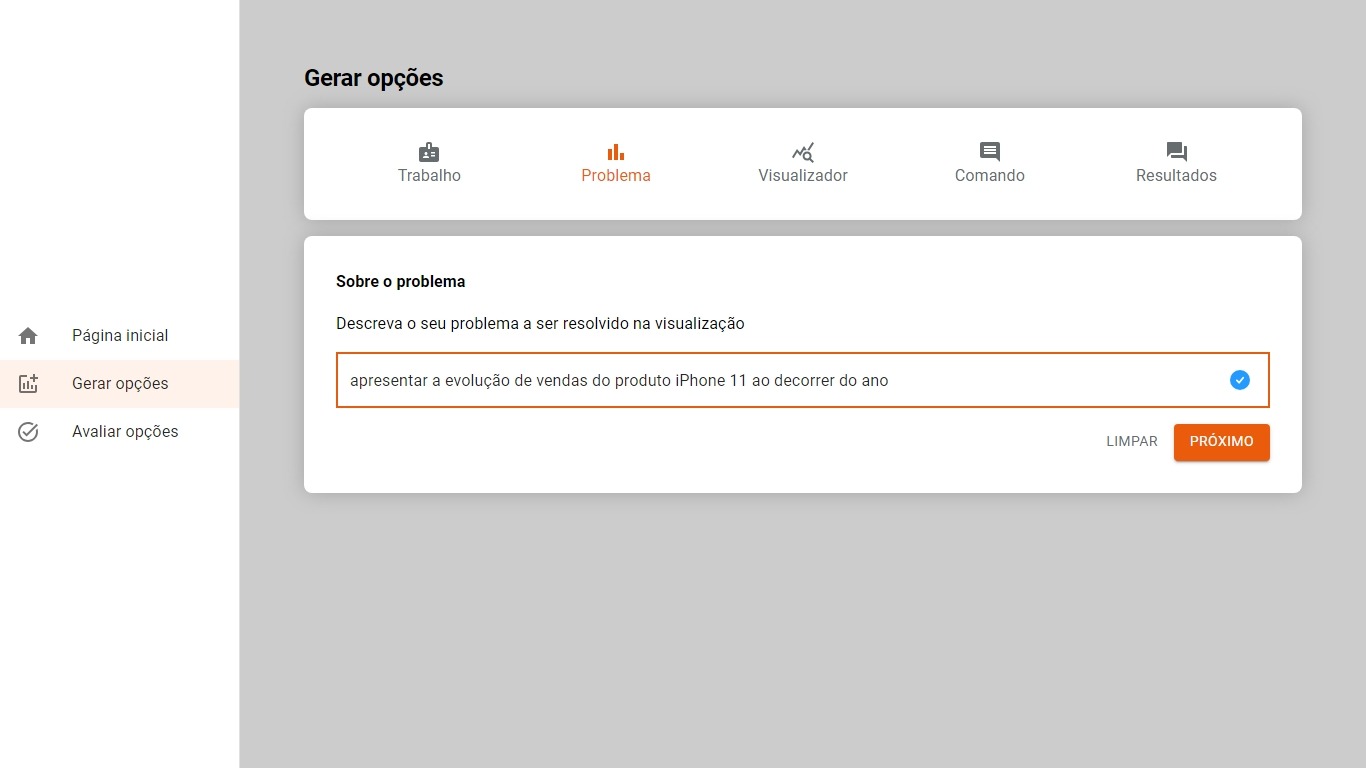 Gerar opções
Trabalho
Problema
Visualizador
Comando
Resultados
Sobre o problema
Descreva o seu problema a ser resolvido na visualização
apresentar a evolução de vendas do produto iPhone 11 ao decorrer do ano
LIMPAR
PRÓXIMO
Página inicial
Gerar opções
Avaliar opções